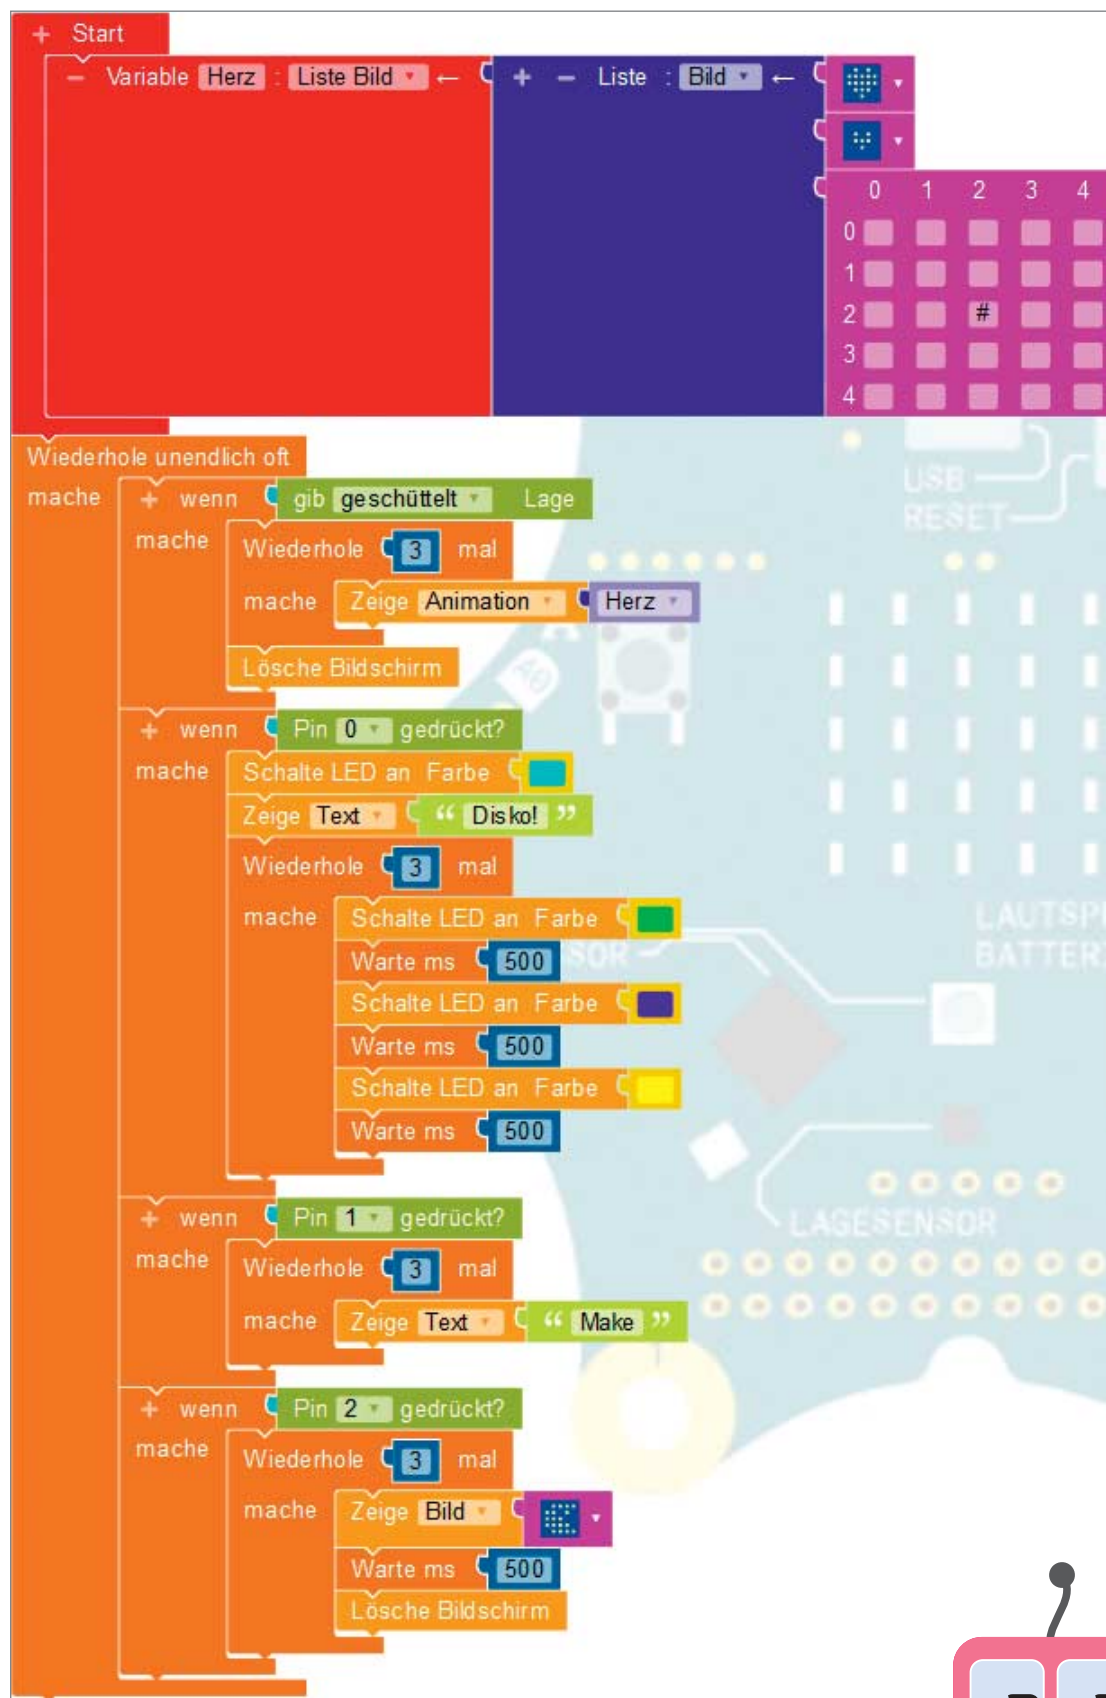 + Start
− Variable Herz : Liste Bild ← + − Liste : Bild ←
0 1 2 3 4
0
1
2 #
3
4
Wiederhole unendlich oft
mache + wenn gib geschüttelt Lage
mache Wiederhole 3 mal
mache Zeige Animation Herz
Lösche Bildschirm
+ wenn Pin 0 gedrückt?
mache Schalte LED an Farbe
Zeige Text “ Disko! ”
Wiederhole 3 mal
mache Schalte LED an Farbe
Warte ms 500
Schalte LED an Farbe
Warte ms 500
Schalte LED an Farbe
Warte ms 500
+ wenn Pin 1 gedrückt?
mache Wiederhole 3 mal
mache Zeige Text “ Make ”
+ wenn Pin 2 gedrückt?
mache Wiederhole 3 mal
mache Zeige Bild
Warte ms 500
Lösche Bildschirm
USB
RESET
A0
SOR
LAUTSP
BATTER
LAGESENSOR